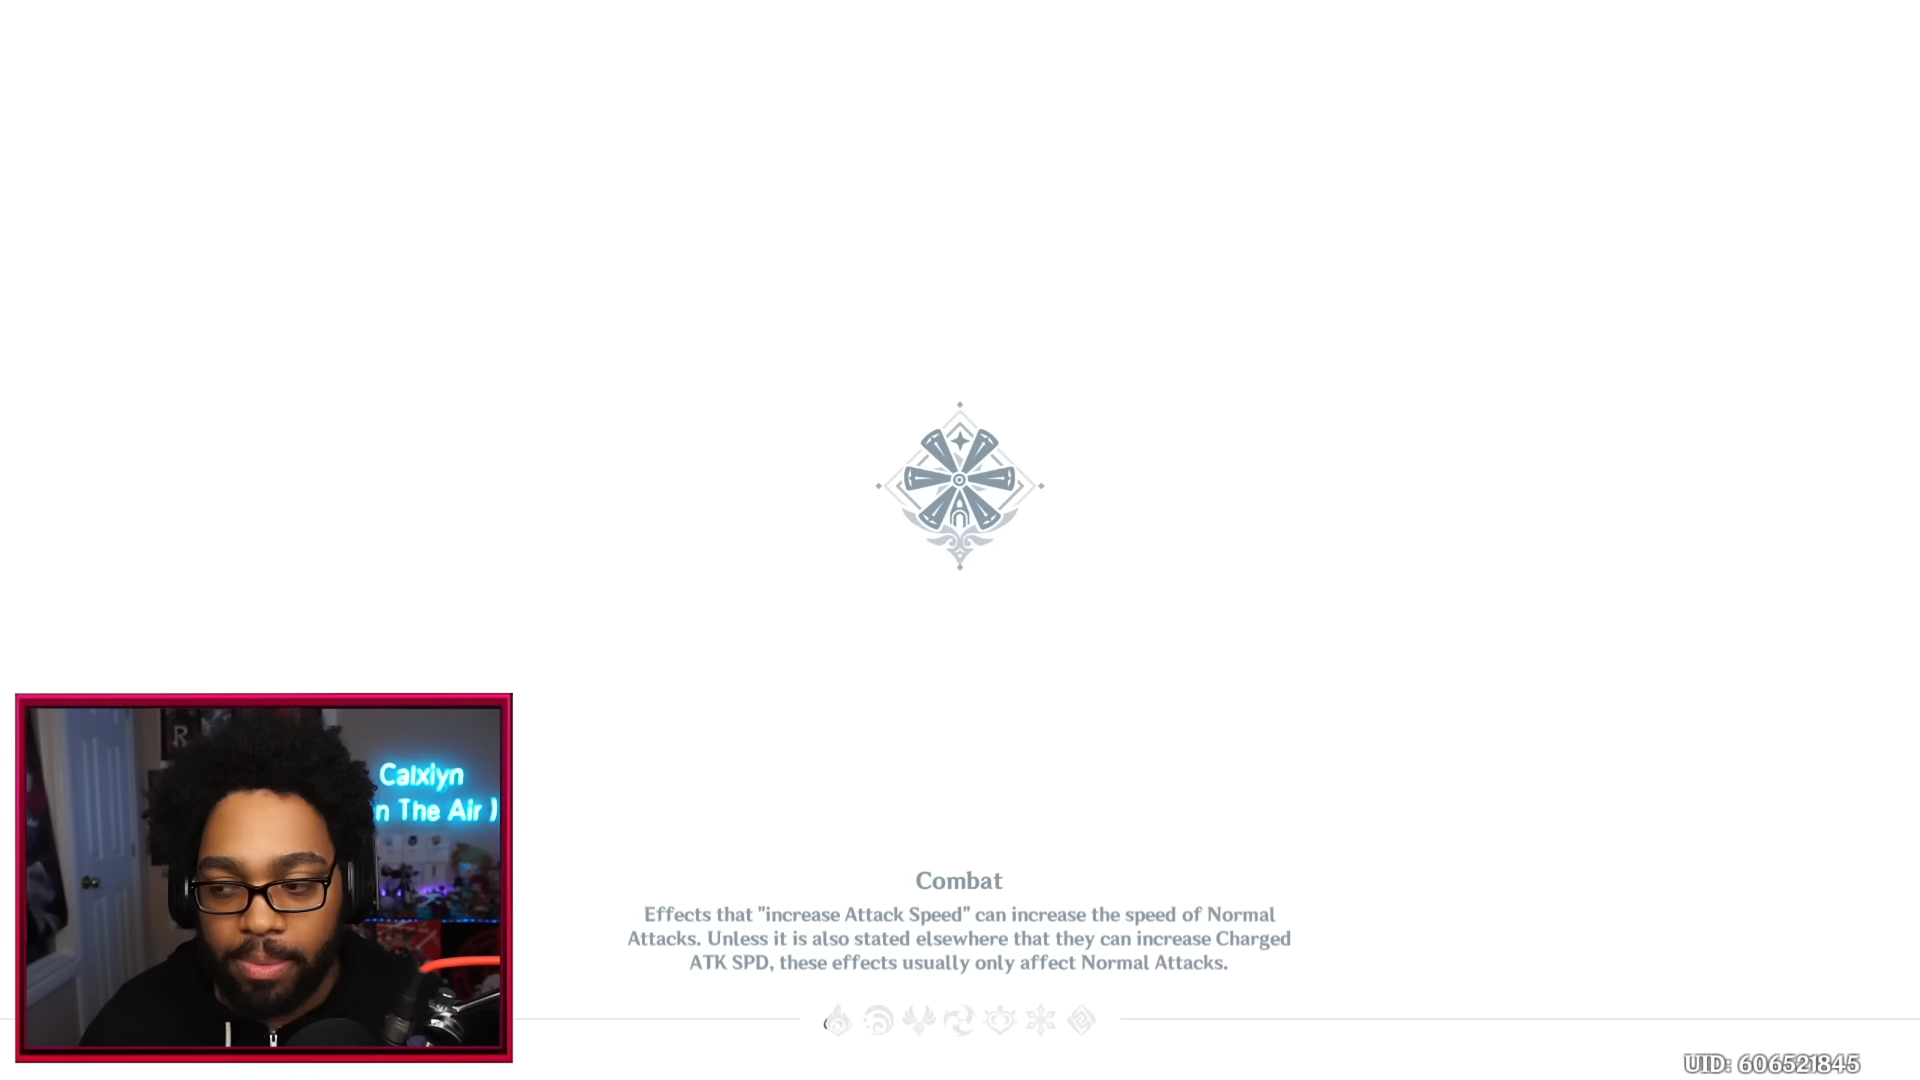 R
Calxiyn
n The Air )
Combat
Effects that "increase Attack Speed" can increase the speed of Normal
Attacks. Unless it is also stated elsewhere that they can increase Charged
ATK SPD, these effects usually only affect Normal Attacks.
UID: 606521845